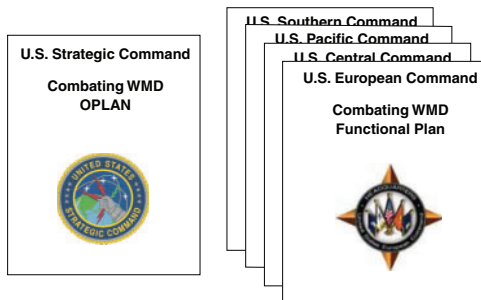 U.S. Strategic Command
Combating WMD
OPLAN
UNITED STATES
STRATEGIC COMMAND
U.S. Southern Command
U.S. Pacific Command
U.S. Central Command
U.S. European Command
Combating WMD
Functional Plan